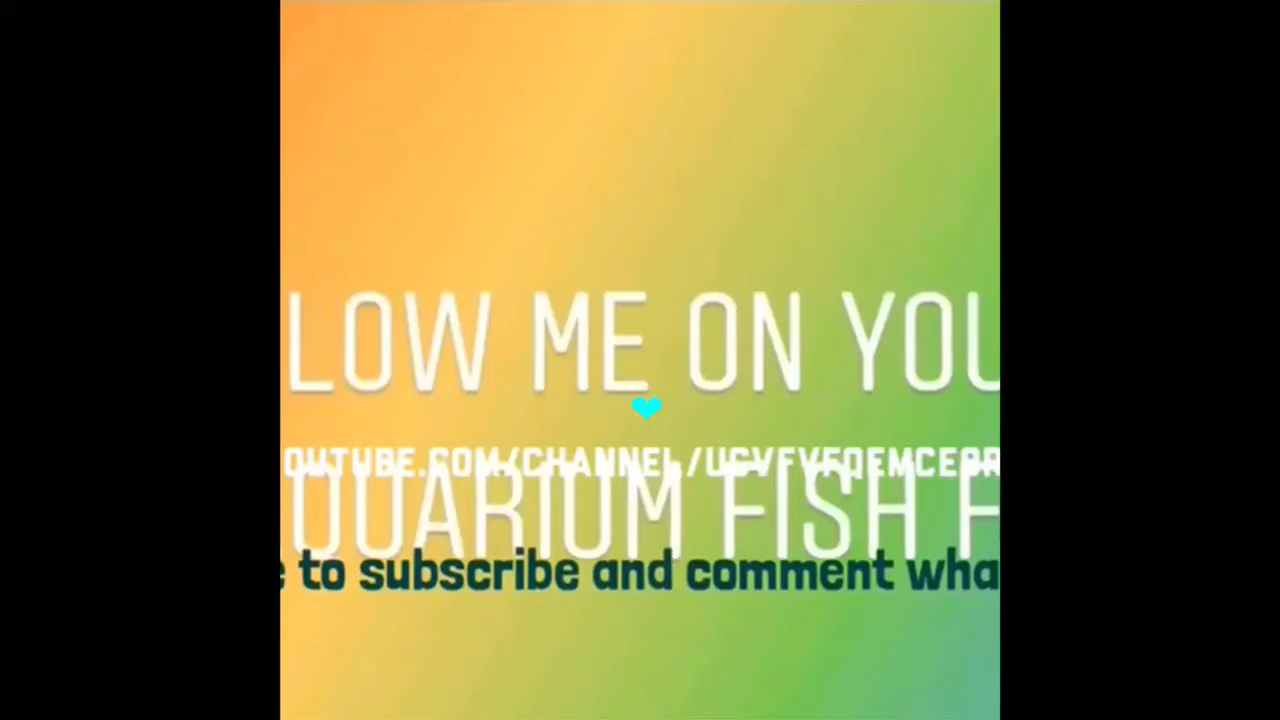 LOW ME ON YOU
OUTUBE.COM/CHANNEL/
QUARIUM FISH F
to subscribe and comment wha